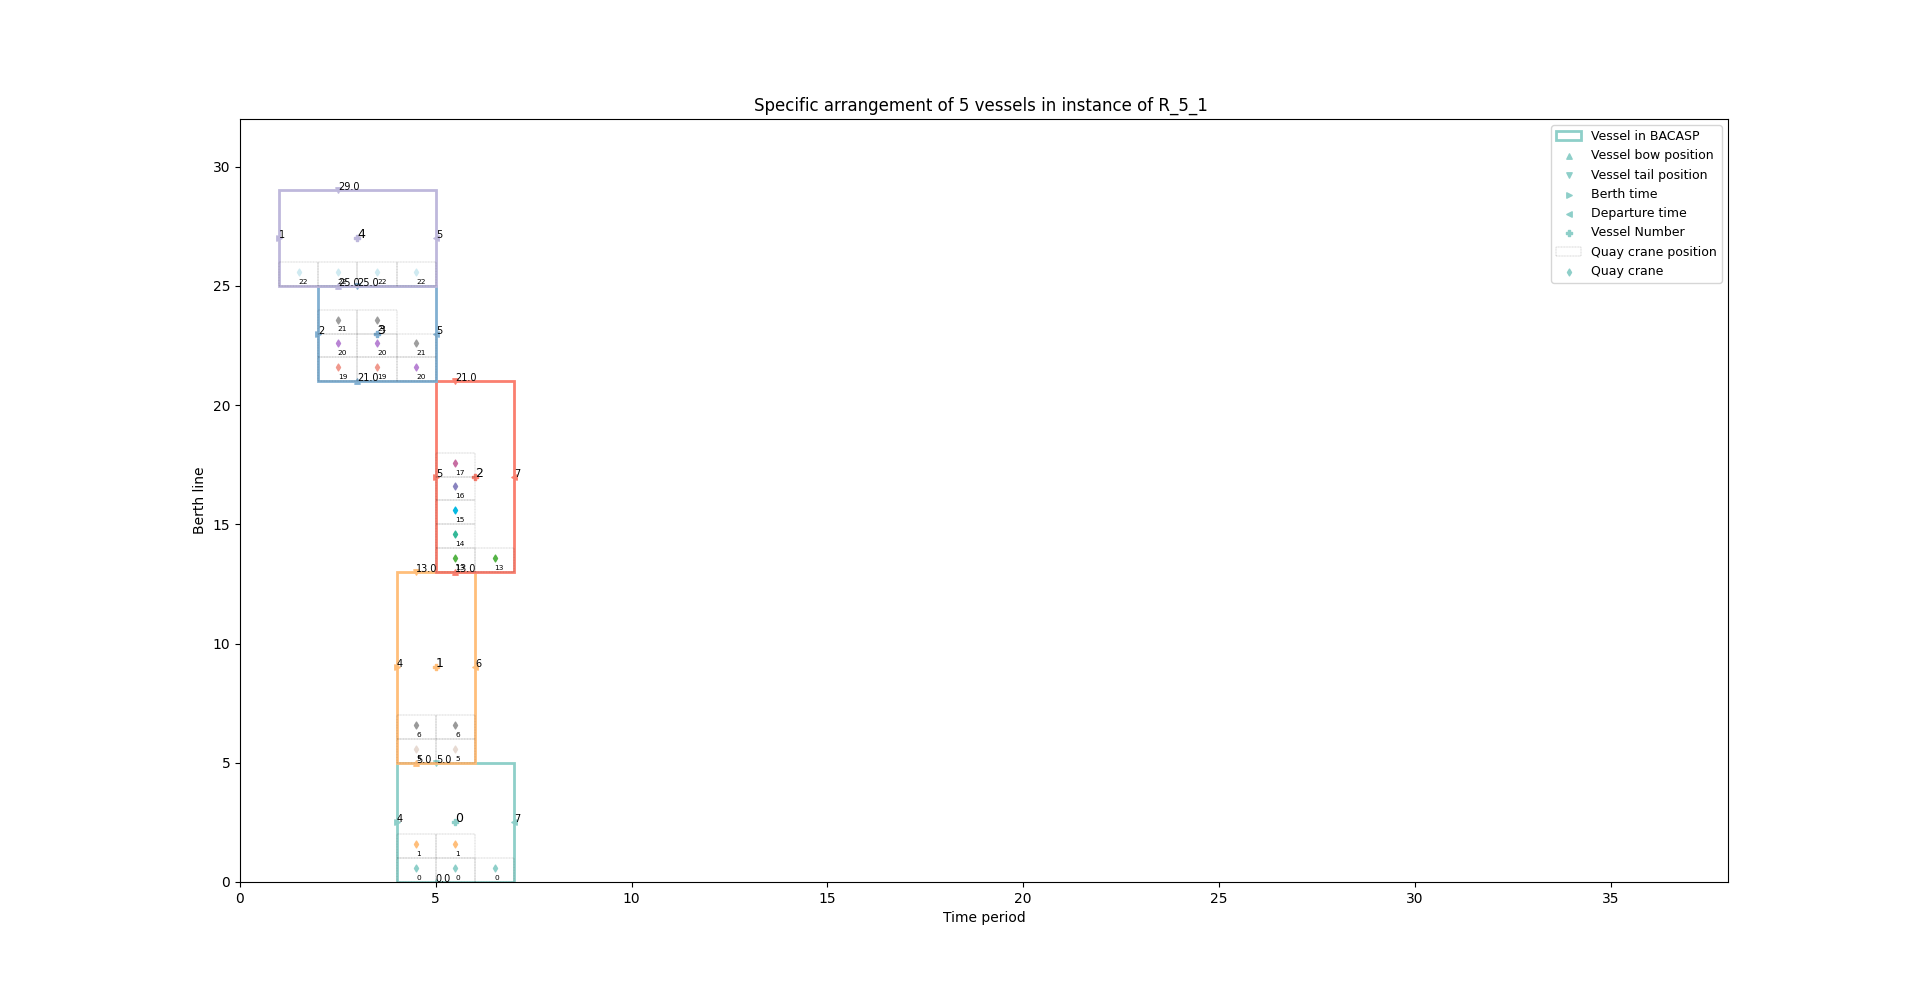 Specific arrangement of 5 vessels in instance of R_5_1
Vessel in BACASP
Vessel bow position
Vessel tail position
Berth time
Departure time
Vessel Number
Quay crane position
Quay crane
30
29.0
1 4 5
22 22 22
25
25.0 25.0
21
2 3 5
20 20 21
19 19 20
21.0 21.0
20
17
5 2 7
16
15
15
14
13 13
13.0 13.0
10
4 1 6
6 6
5
5.0 5.0
5
4 0 7
1 1
0 0 0
0.0
0
0 5 10 15 20 25 30 35
Time period
Berth line